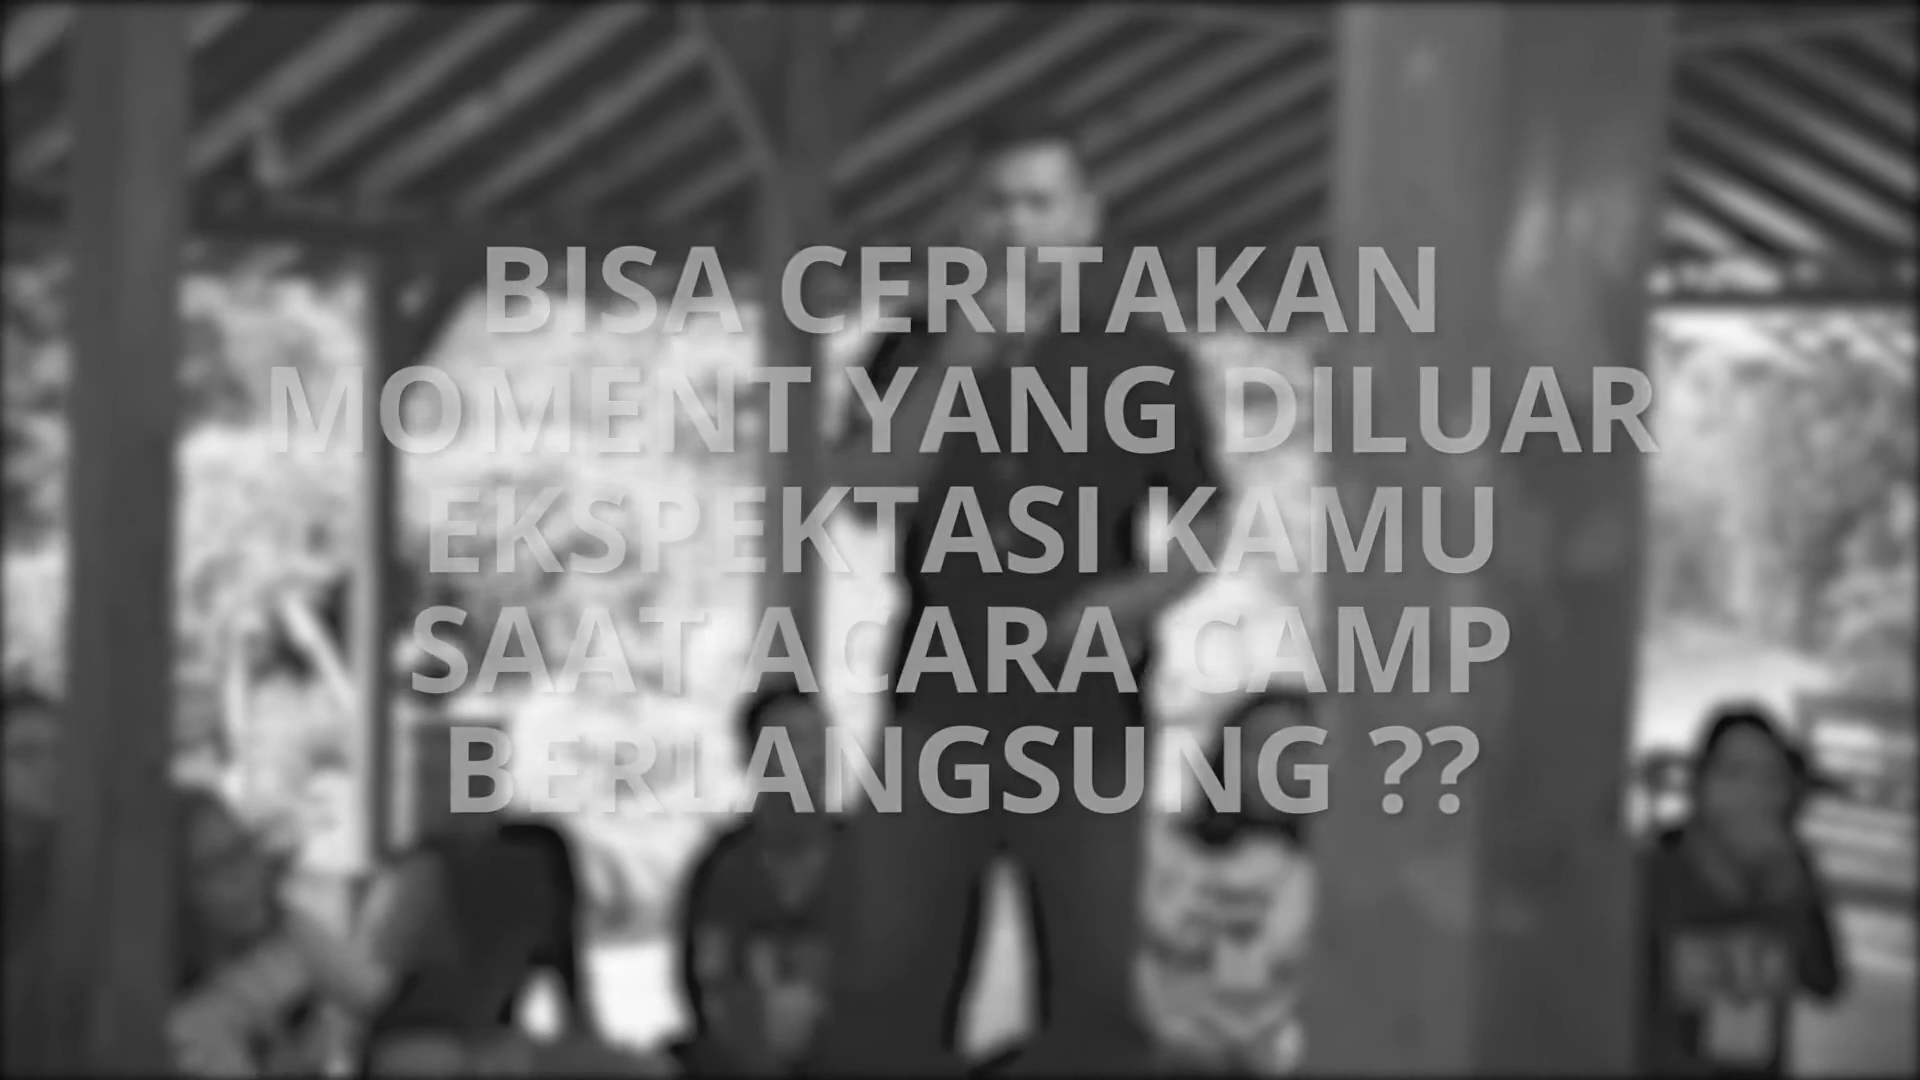 BISA CERITAKAN
MOMENT YANG DILUAR
EKSPEKTASI KAMU
SAAT ACARA CAMP
BERLANGSUNG ??